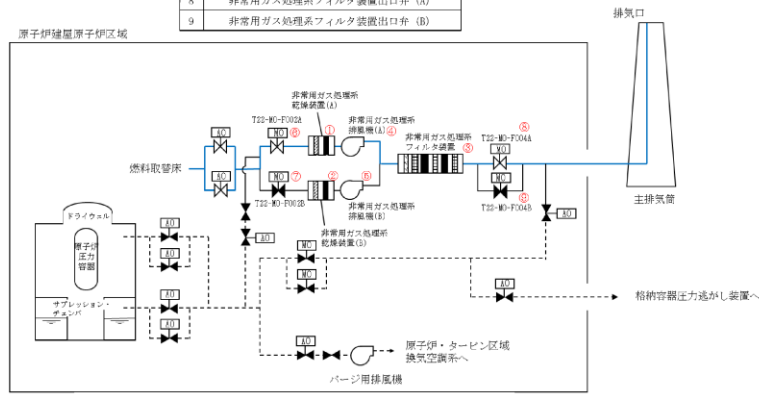 8 非常用ガス処理系フィルタ装置出口弁 (A)
9 非常用ガス処理系フィルタ装置出口弁 (B)
排気口
原子炉建屋原子炉区域
非常用ガス処理系
乾燥装置(A)
T22-MO-F002A
非常用ガス処理系
排風機(A)
④
⑧
T22-MO-F004A
AO
MO
⑥
①
非常用ガス処理系
フィルタ装置
③
MO
燃料取替床
AO
MO
⑦
②
⑤
MO
⑨
T22-MO-F002B
非常用ガス処理系
排風機(B)
T22-MO-F004B
主排気筒
ドライウェル
AO
AO
AO
非常用ガス処理系
乾燥装置(B)
原子炉
圧力
容器
AO
MO
MO
AO
サプレッション・
チェンバ
AO
格納容器圧力逃がし装置へ
AO
AO
原子炉・タービン区域
換気空調系へ
パージ用排風機